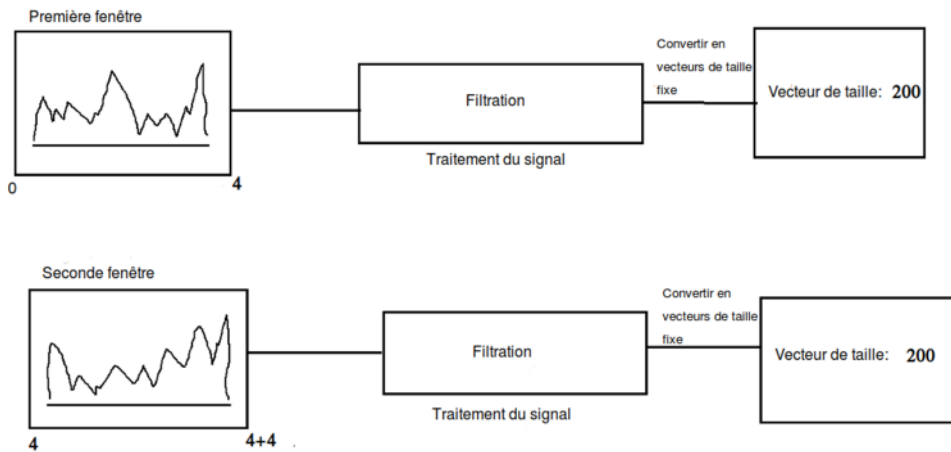 Première fenêtre
0
4
Filtration
Traitement du signal
Convertir en
vecteurs de taille
fixe
Vecteur de taille: 200
Seconde fenêtre
4
4+4
Filtration
Traitement du signal
Convertir en
vecteurs de taille
fixe
Vecteur de taille: 200